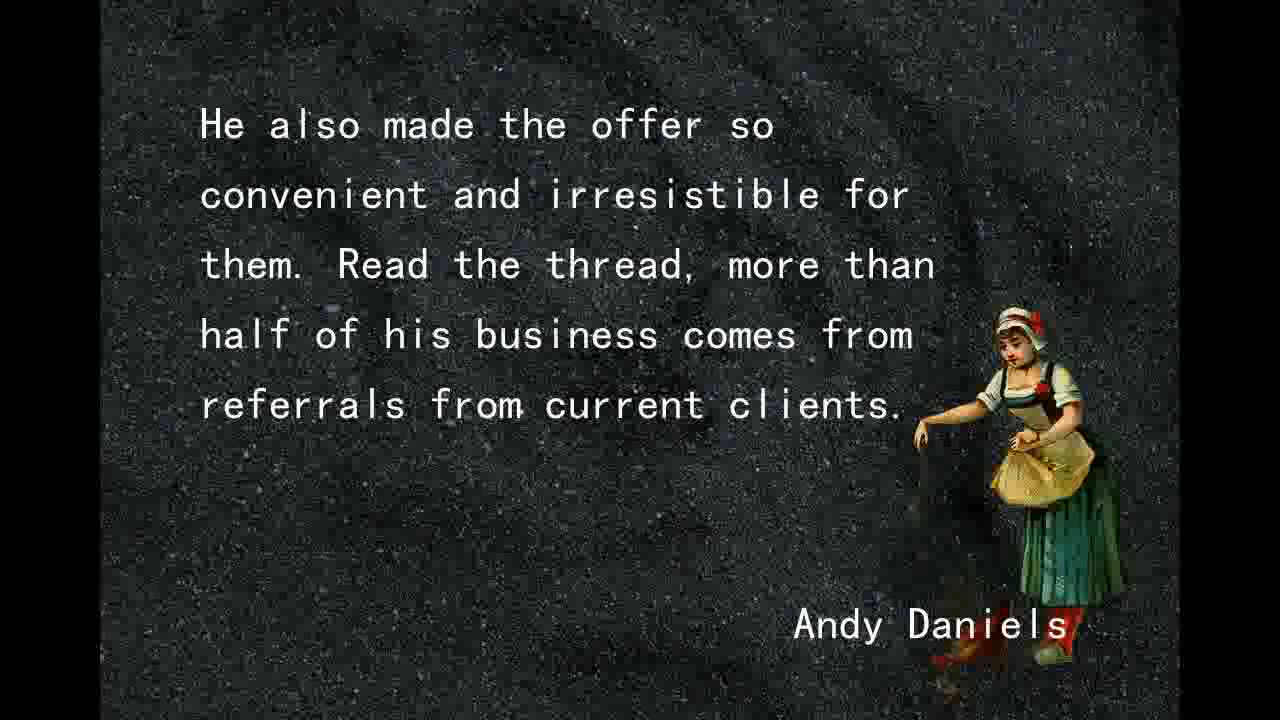 He also made the offer so
convenient and irresistible for
them. Read the thread, more than
half of his business comes from
referrals from current clients.
Andy Daniels